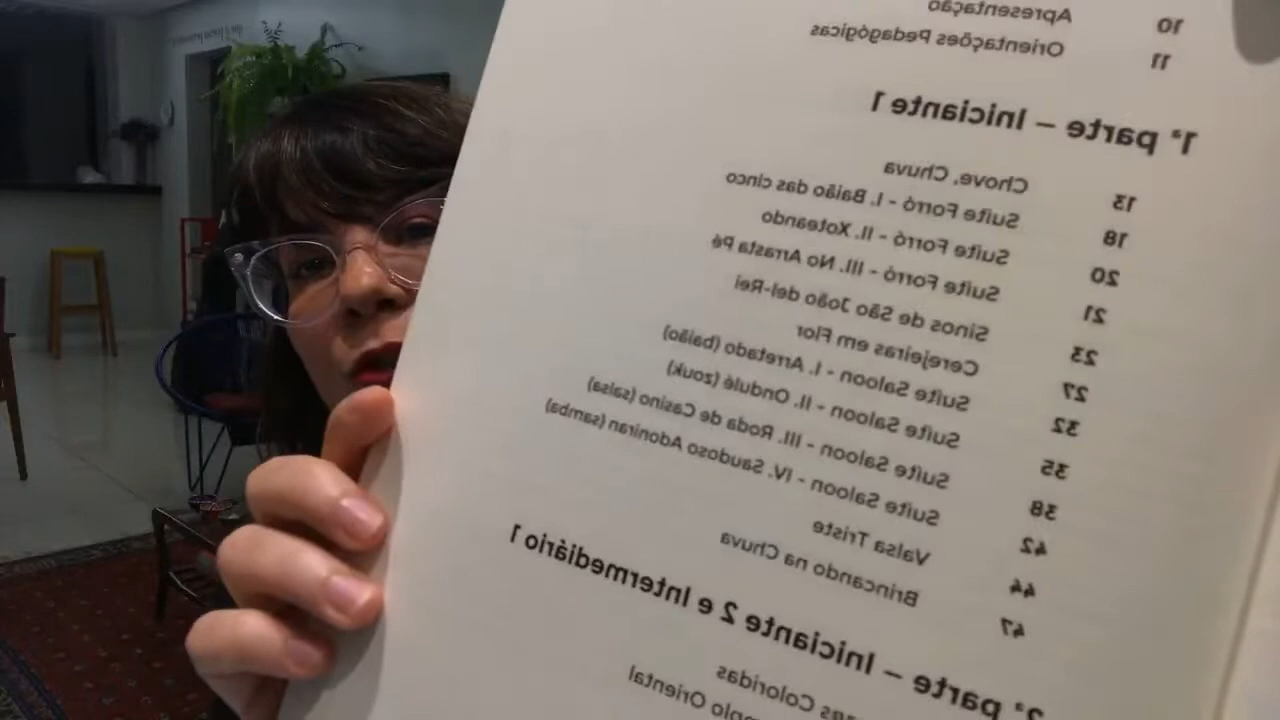 10 Apresentação
11 Orientações Pedagógicas
1ª parte – Iniciante 1
13 Chove, Chuva
18 Suíte Forró - I. Baião das cinco
20 Suíte Forró - II. Xoteando
21 Suíte Forró - III. No Arrasta Pé
23 Sinos de São João del-Rei
27 Cerejeiras em Flor
32 Suíte Saloon - I. Arretado (baião)
35 Suíte Saloon - II. Ondulé (zouk)
38 Suíte Saloon - III. Roda de Casino (salsa)
42 Suíte Saloon - IV. Saudoso Adoniran (samba)
44 Valsa Triste
47 Brincando na Chuva
2ª parte – Iniciante 2 e Intermediário 1
Coloridas
Oriental